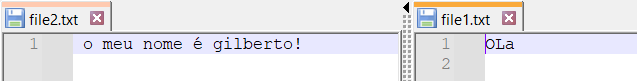 file2.txt
1 o meu nome é gilberto!
file1.txt
1 OLa
2